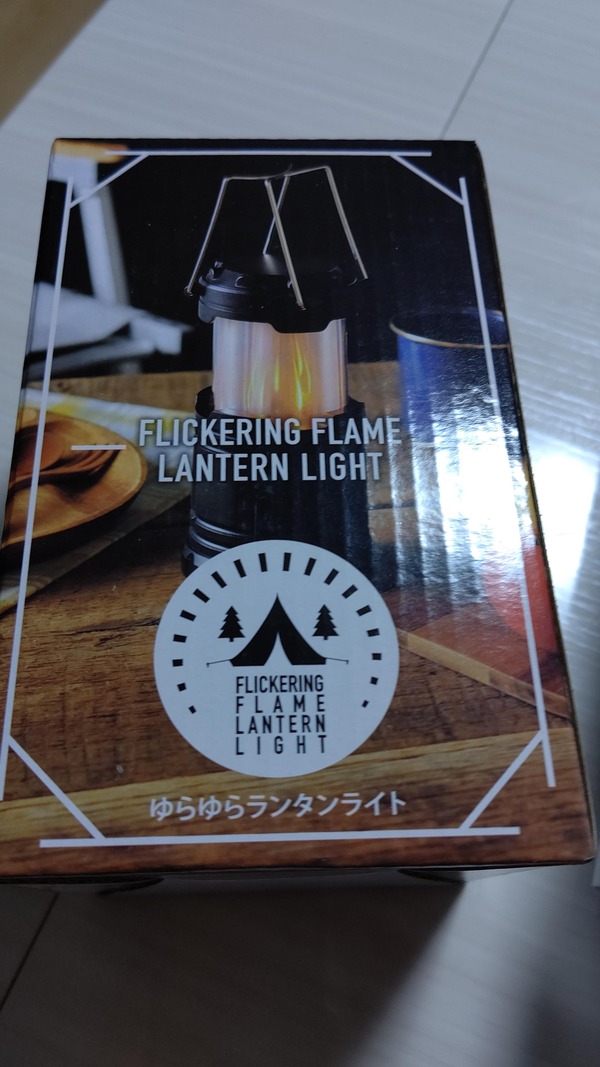 FLICKERING FLAME
LANTERN LIGHT
FLICKERING
FLAME
LANTERN
LIGHT
ゆらゆらランタンライト